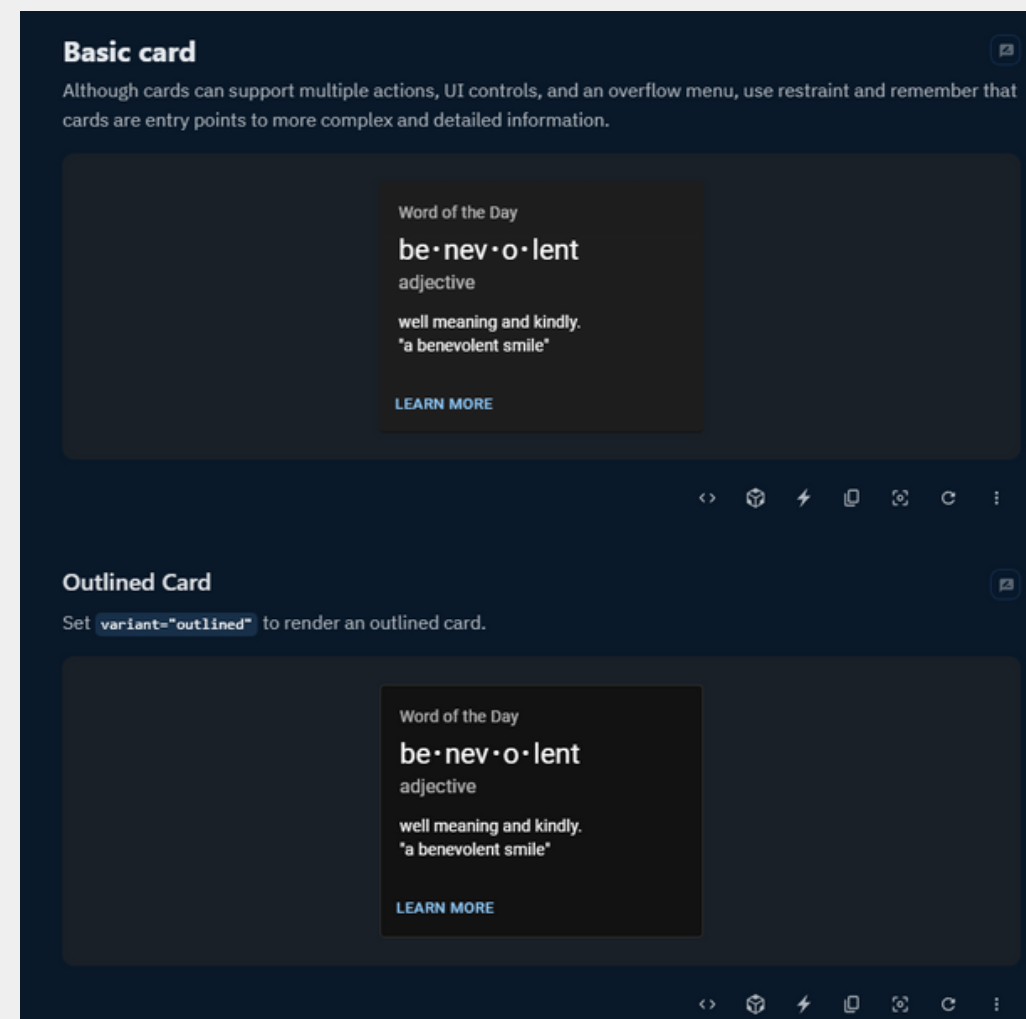 Basic card
Although cards can support multiple actions, UI controls, and an overflow menu, use restraint and remember that
cards are entry points to more complex and detailed information.
Word of the Day
be•nev•o•lent
adjective
well meaning and kindly.
"a benevolent smile"
LEARN MORE
Outlined Card
Set variant="outlined" to render an outlined card.
Word of the Day
be•nev•o•lent
adjective
well meaning and kindly.
"a benevolent smile"
LEARN MORE